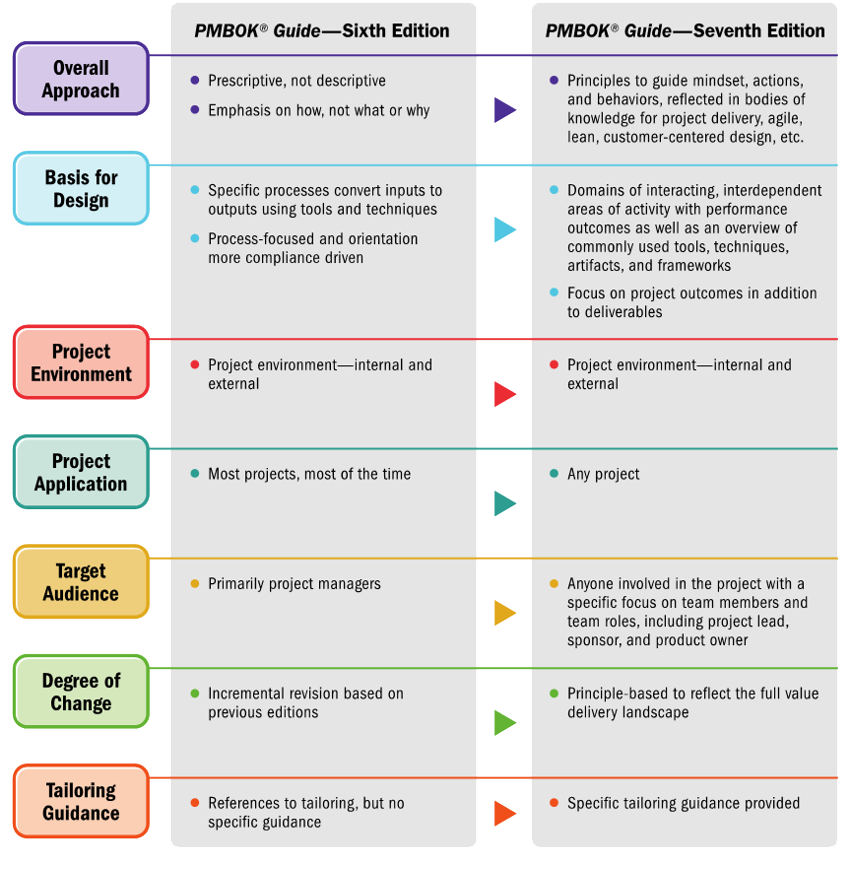 PMBOK® Guide—Sixth Edition
PMBOK® Guide—Seventh Edition
Overall
Approach
Prescriptive, not descriptive
Emphasis on how, not what or why
Principles to guide mindset, actions,
and behaviors, reflected in bodies of
knowledge for project delivery, agile,
lean, customer-centered design, etc.
Basis for
Design
Specific processes convert inputs to
outputs using tools and techniques
Process-focused and orientation
more compliance driven
Domains of interacting, interdependent
areas of activity with performance
outcomes as well as an overview of
commonly used tools, techniques,
artifacts, and frameworks
Focus on project outcomes in addition
to deliverables
Project
Environment
Project environment—internal and
external
Project environment—internal and
external
Project
Application
Most projects, most of the time
Any project
Target
Audience
Primarily project managers
Anyone involved in the project with a
specific focus on team members and
team roles, including project lead,
sponsor, and product owner
Degree of
Change
Incremental revision based on
previous editions
Principle-based to reflect the full value
delivery landscape
Tailoring
Guidance
References to tailoring, but no
specific guidance
Specific tailoring guidance provided